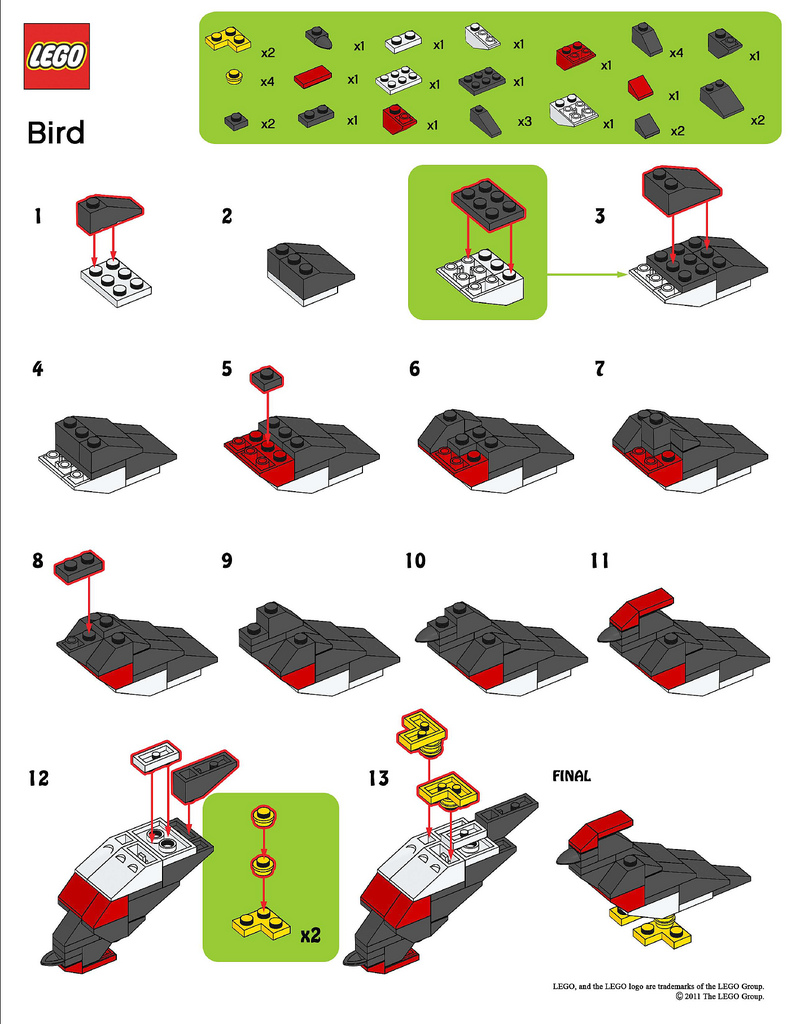 LEGO
Bird
x2 x1 x1 x1 x1 x4 x1
x4 x1 x1 x1 x2
x2 x1 x1 x3 x1 x2
1 2 3
4 5 6 7
8 9 10 11
12 13 FINAL
x2
LEGO, and the LEGO logo are trademarks of the LEGO Group.
© 2011 The LEGO Group.